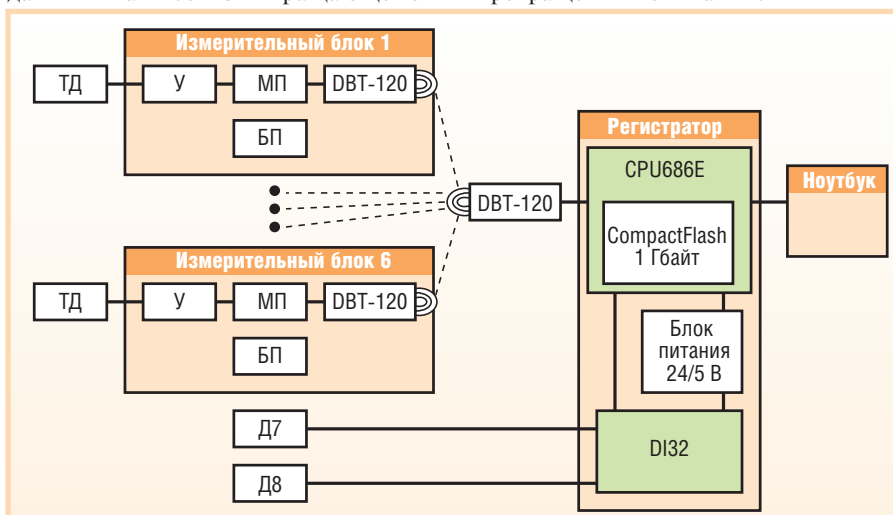 Измерительный блок 1
ТД
У
МП
DBT-120
БП
Регистратор
CPU686E
Ноутбук
DBT-120
CompactFlash
1 Гбайт
Измерительный блок 6
ТД
У
МП
DBT-120
БП
Блок
питания
24/5 В
Д7
DI32
Д8